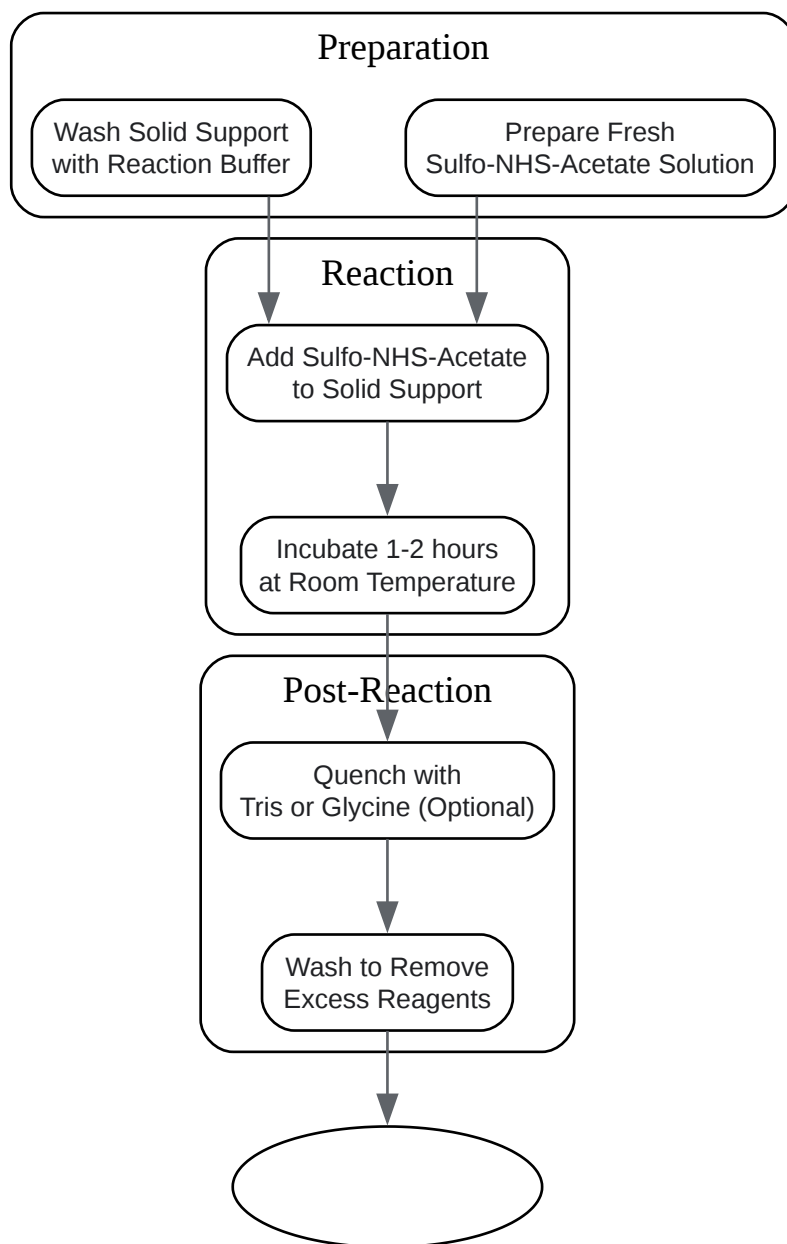 Preparation
Wash Solid Support
with Reaction Buffer
Prepare Fresh
Sulfo-NHS-Acetate Solution
Reaction
Add Sulfo-NHS-Acetate
to Solid Support
Incubate 1-2 hours
at Room Temperature
Post-Reaction
Quench with
Tris or Glycine (Optional)
Wash to Remove
Excess Reagents